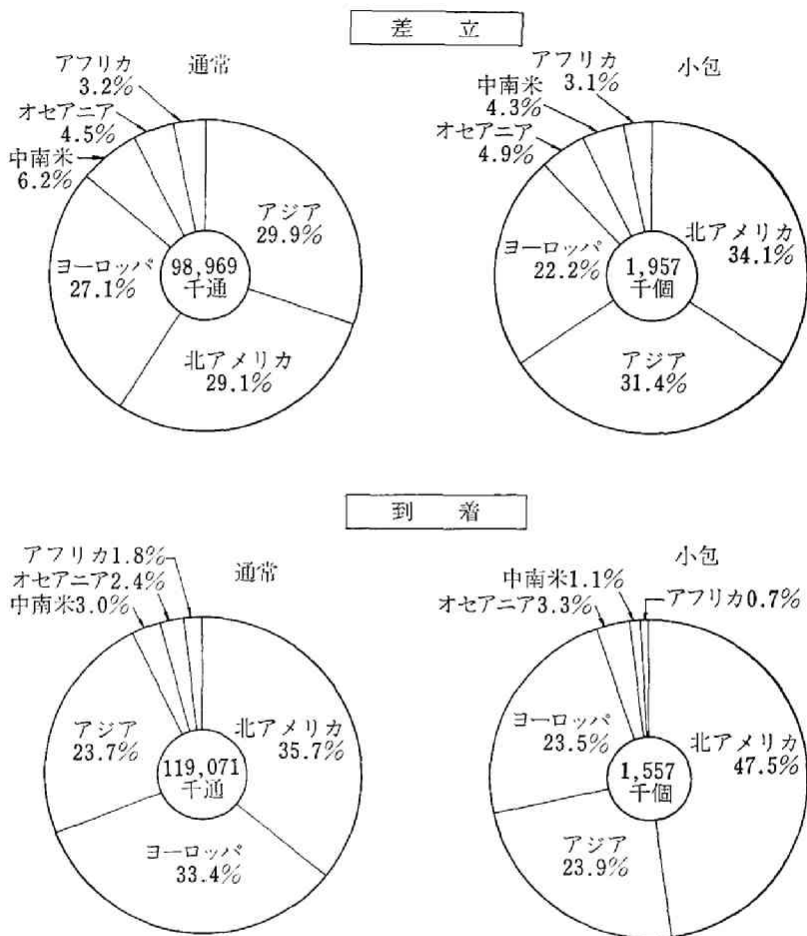 差立
通常
アフリカ
3.2%
オセアニア
4.5%
中南米
6.2%
ヨーロッパ
27.1%
アジア
29.9%
北アメリカ
29.1%
98,969
千通
小包
アフリカ
3.1%
中南米
4.3%
オセアニア
4.9%
ヨーロッパ
22.2%
北アメリカ
34.1%
アジア
31.4%
1,957
千個
到着
通常
アフリカ1.8%
オセアニア2.4%
中南米3.0%
アジア
23.7%
北アメリカ
35.7%
ヨーロッパ
33.4%
119,071
千通
小包
中南米1.1%
オセアニア3.3%
アフリカ0.7%
ヨーロッパ
23.5%
北アメリカ
47.5%
アジア
23.9%
1,557
千個